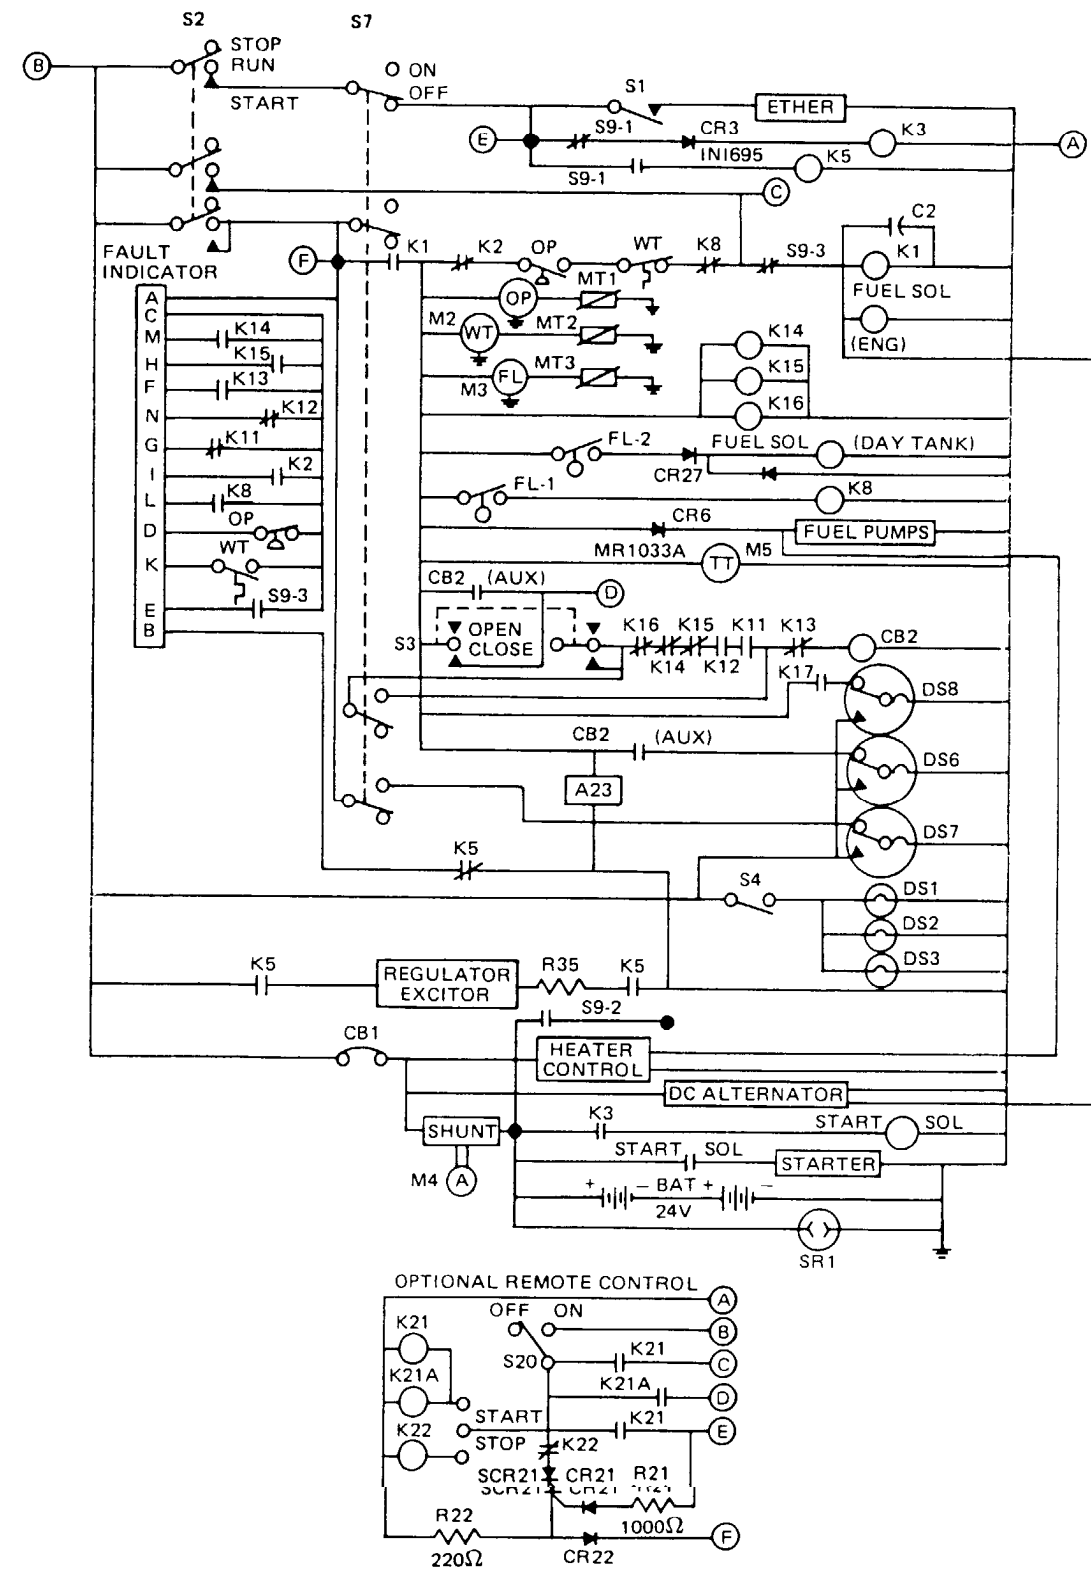 S2 S7
B STOP
RUN
START
ON
OFF
S1 ETHER
E S9-1 CR3 K3 A
IN1695 K5
S9-1
C
C2
FAULT
INDICATOR
F K1 K2 OP WT K8 S9-3 K1
FUEL SOL
(ENG)
A
C
M K14
H K15
F K13
N K12
G K11
I K2
L K8
D OP
K WT
E S9-3
B
OP MT1
M2 WT MT2
M3 FL MT3
K14
K15
K16
FL-2 FUEL SOL (DAY TANK)
CR27
FL-1 K8
CR6 FUEL PUMPS
MR1033A TT M5
CB2 (AUX) D
S3 OPEN
CLOSE
K16 K15 K11 K13 CB2
K14 K12
K17 DS8
CB2 (AUX)
DS6
A23
DS7
K5
S4 DS1
DS2
DS3
K5 REGULATOR
EXCITOR
R35 K5
S9-2
CB1 HEATER
CONTROL
DC ALTERNATOR
SHUNT K3 START SOL
START SOL STARTER
M4 A
+ − BAT + −
24V
SR1
OPTIONAL REMOTE CONTROL A
OFF ON
B
K21
S20 K21 C
K21A K21A D
START K21 E
K22 STOP K22
SCR21 CR21 R21
SCR21 CR21 R21
R22 1000Ω F
220Ω CR22